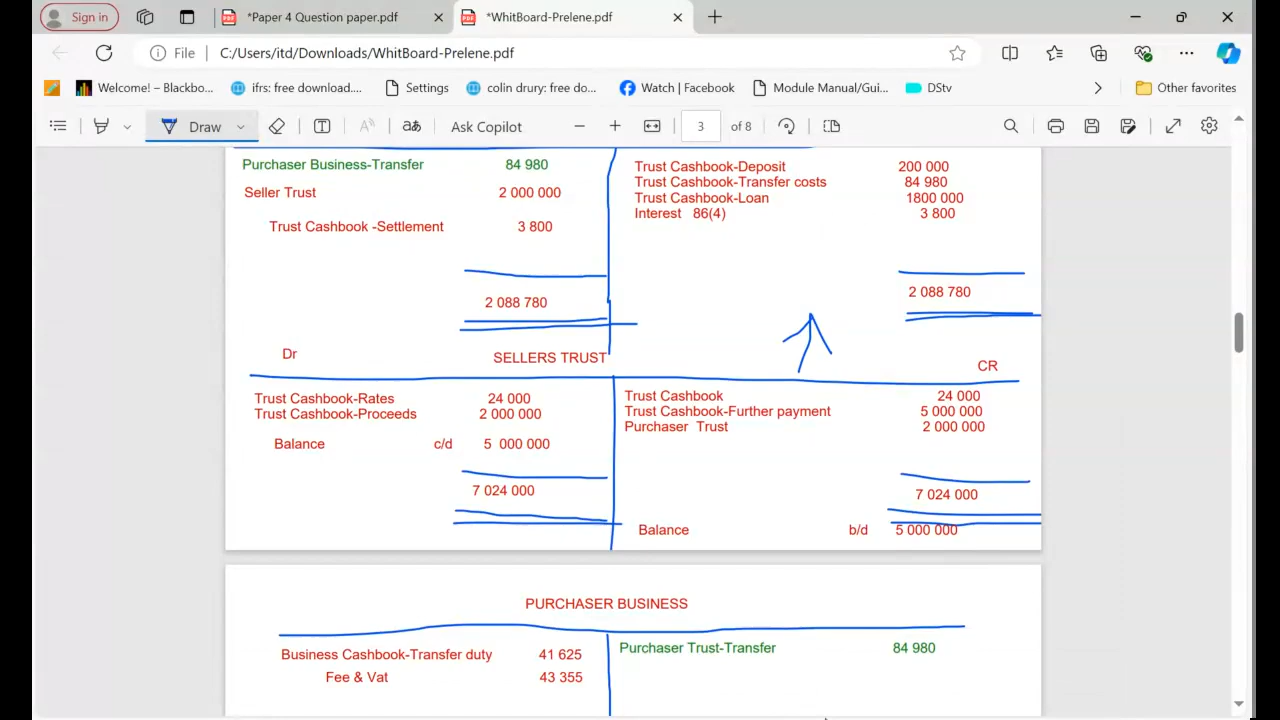 Sign in
*Paper 4 Question paper.pdf
*WhitBoard-Prelene.pdf
File
C:/Users/itd/Downloads/WhitBoard-Prelene.pdf
Welcome! – Blackbo...
ifrs: free download....
Settings
colin drury: free do...
Watch | Facebook
Module Manual/Gui...
DStv
Other favorites
Draw
Ask Copilot
3 of 8
Purchaser Business-Transfer 84 980
Trust Cashbook-Deposit 200 000
Seller Trust 2 000 000
Trust Cashbook-Transfer costs 84 980
Trust Cashbook-Loan 1800 000
Interest 86(4) 3 800
Trust Cashbook -Settlement 3 800
2 088 780
2 088 780
Dr SELLERS TRUST CR
Trust Cashbook-Rates 24 000
Trust Cashbook 24 000
Trust Cashbook-Proceeds 2 000 000
Trust Cashbook-Further payment 5 000 000
Purchaser Trust 2 000 000
Balance c/d 5 000 000
7 024 000
7 024 000
Balance b/d 5 000 000
PURCHASER BUSINESS
Business Cashbook-Transfer duty 41 625
Purchaser Trust-Transfer 84 980
Fee & Vat 43 355